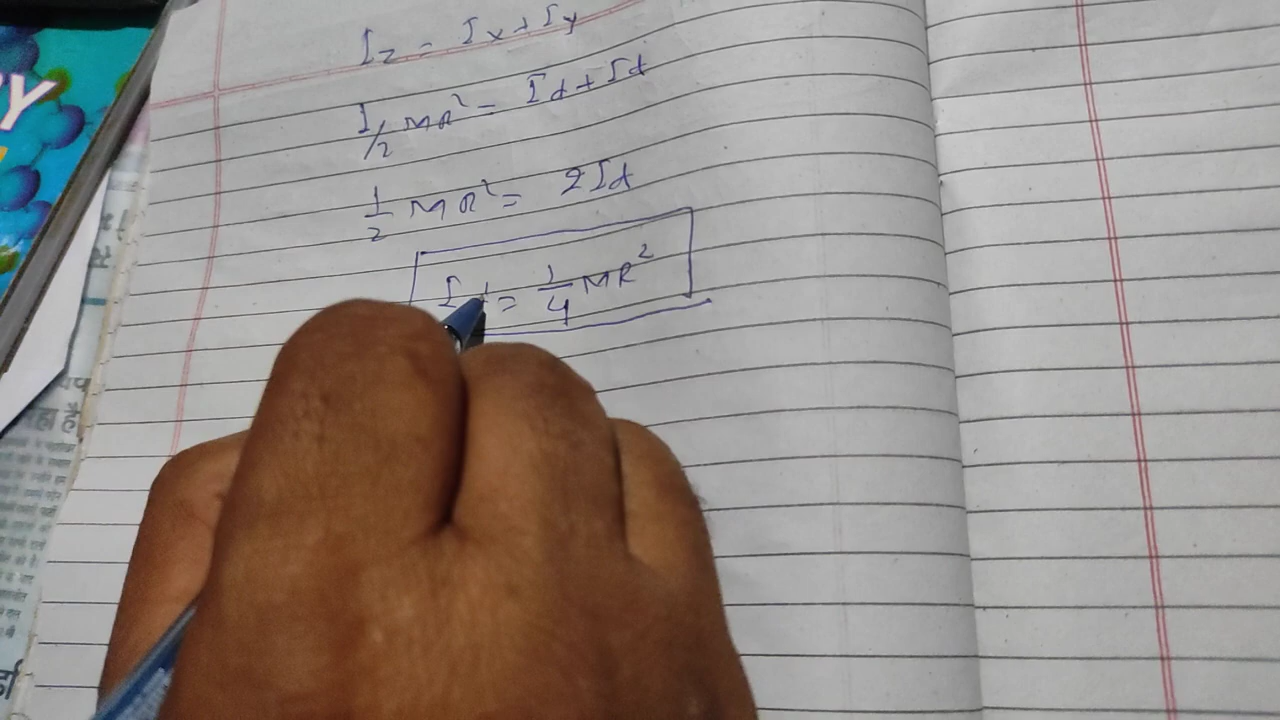 Iz = Ix + Iy
1/2 MR² = Id + Id
1/2 MR² = 2Id
Id = 1/4 MR²